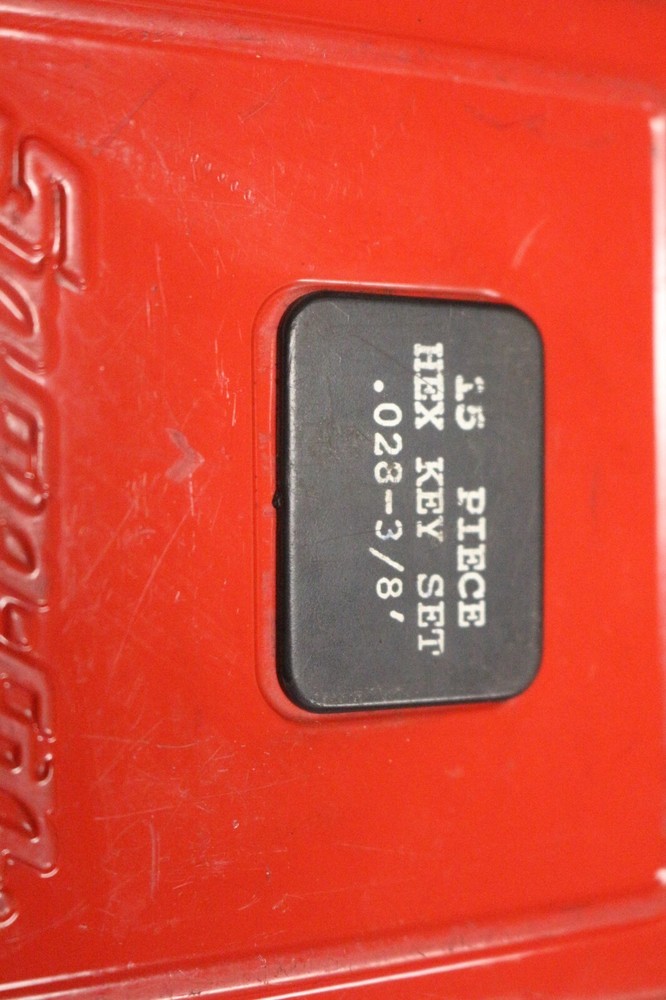 15 PIECE
HEX KEY SET
.028-3/8'